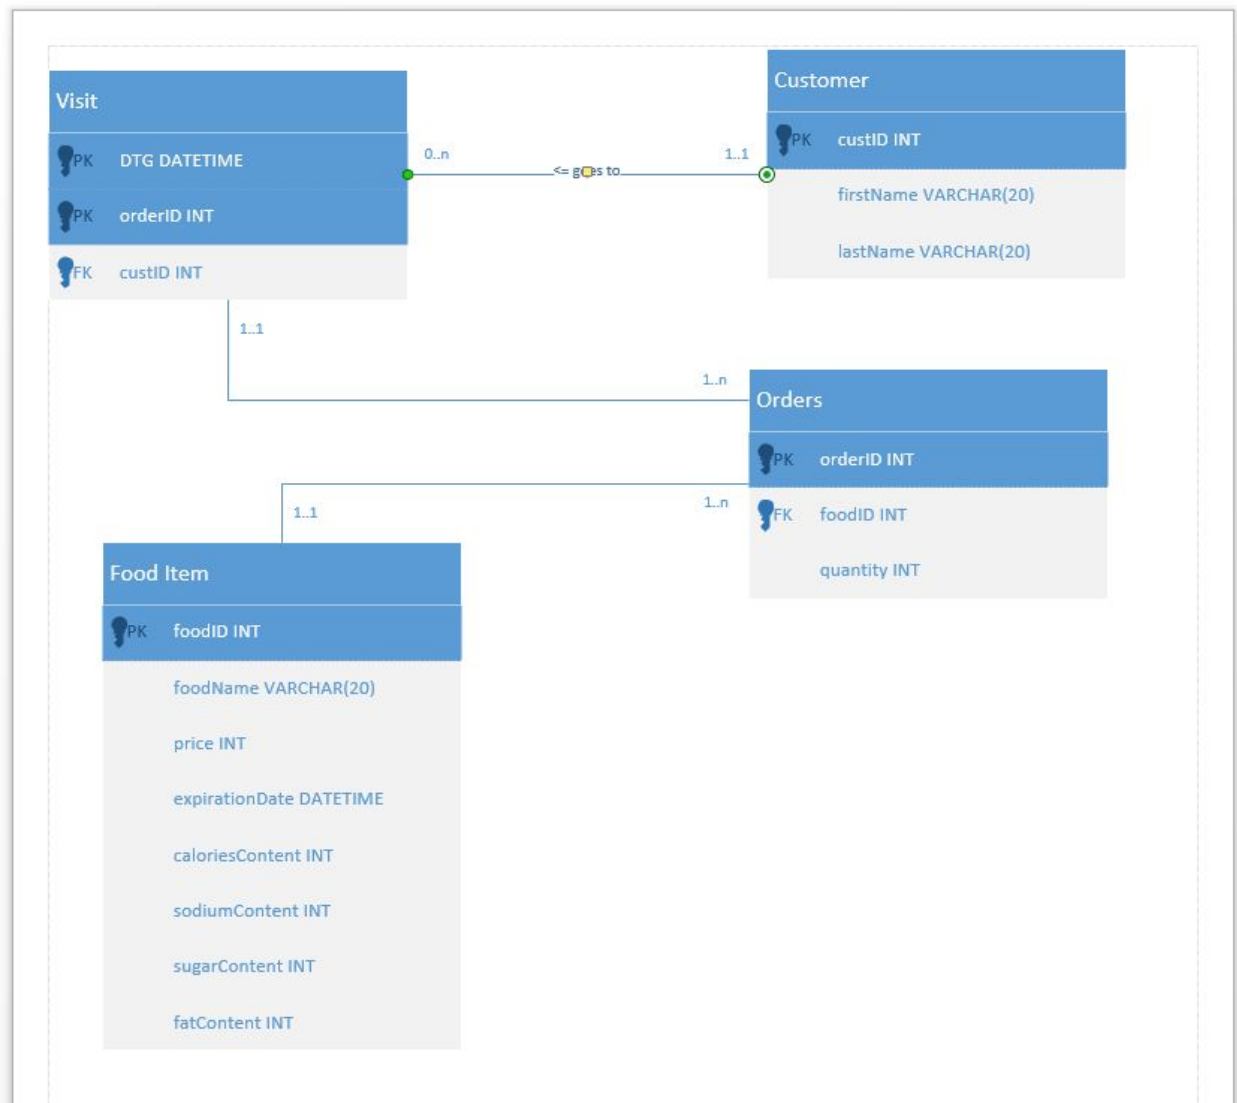 Visit
PK DTG DATETIME
PK orderID INT
FK custID INT
0..n
<= goes to
1..1
Customer
PK custID INT
firstName VARCHAR(20)
lastName VARCHAR(20)
1..1
1..n
Orders
PK orderID INT
FK foodID INT
quantity INT
1..n
1..1
Food Item
PK foodID INT
foodName VARCHAR(20)
price INT
expirationDate DATETIME
caloriesContent INT
sodiumContent INT
sugarContent INT
fatContent INT